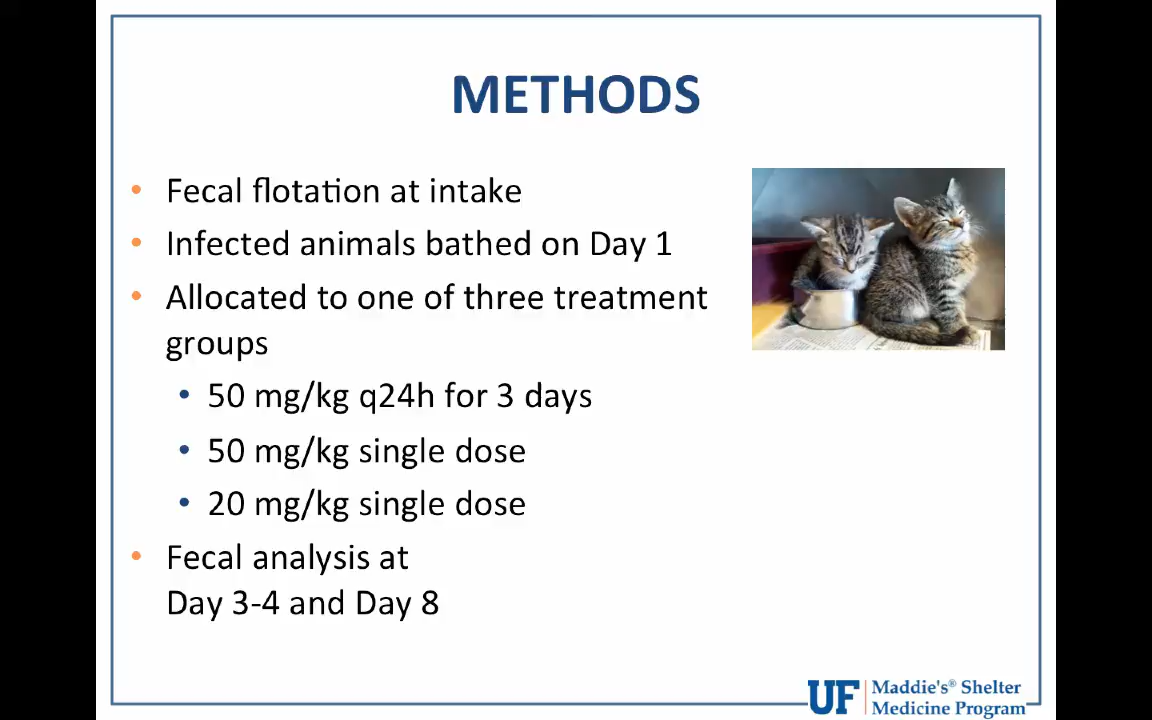 METHODS
• Fecal flotation at intake
• Infected animals bathed on Day 1
• Allocated to one of three treatment
groups
• 50 mg/kg q24h for 3 days
• 50 mg/kg single dose
• 20 mg/kg single dose
• Fecal analysis at
Day 3-4 and Day 8
UF Maddie's® Shelter
Medicine Program